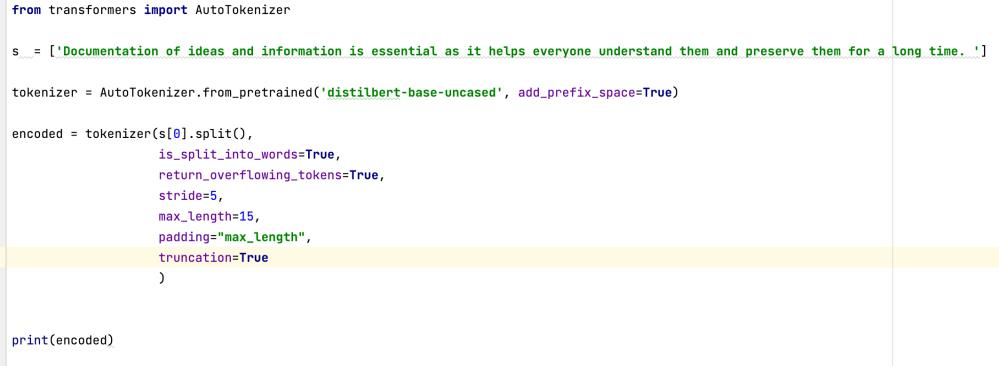 from transformers import AutoTokenizer
s = ['Documentation of ideas and information is essential as it helps everyone understand them and preserve them for a long time. ']
tokenizer = AutoTokenizer.from_pretrained('distilbert-base-uncased', add_prefix_space=True)
encoded = tokenizer(s[0].split(),
is_split_into_words=True,
return_overflowing_tokens=True,
stride=5,
max_length=15,
padding="max_length",
truncation=True
)
print(encoded)